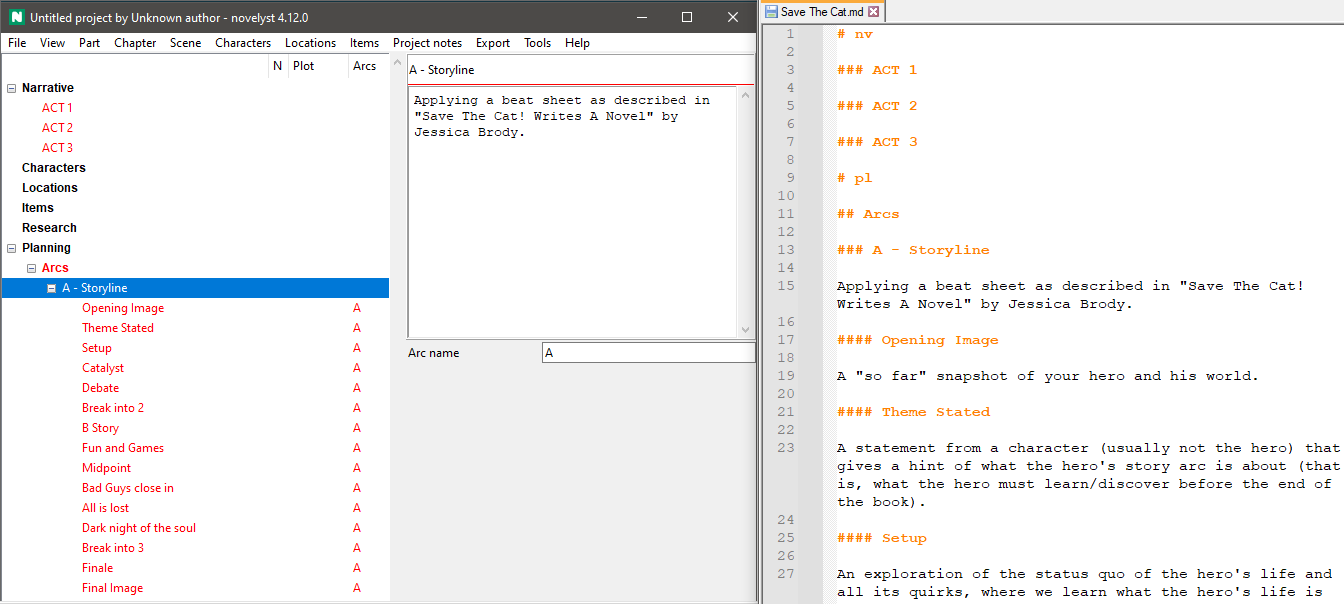 Untitled project by Unknown author - novelyst 4.12.0
File View Part Chapter Scene Characters Locations Items Project notes Export Tools Help
N Plot Arcs
Narrative
ACT 1
ACT 2
ACT 3
Characters
Locations
Items
Research
Planning
Arcs
A - Storyline
Opening Image A
Theme Stated A
Setup A
Catalyst A
Debate A
Break into 2 A
B Story A
Fun and Games A
Midpoint A
Bad Guys close in A
All is lost A
Dark night of the soul A
Break into 3 A
Finale A
Final Image A
A - Storyline
Applying a beat sheet as described in
"Save The Cat! Writes A Novel" by
Jessica Brody.
Arc name A
Save The Cat.md
1 # nv
2
3 ### ACT 1
4
5 ### ACT 2
6
7 ### ACT 3
8
9 # pl
10
11 ## Arcs
12
13 ### A - Storyline
14
15 Applying a beat sheet as described in "Save The Cat!
Writes A Novel" by Jessica Brody.
16
17 #### Opening Image
18
19 A "so far" snapshot of your hero and his world.
20
21 #### Theme Stated
22
23 A statement from a character (usually not the hero) that
gives a hint of what the hero's story arc is about (that
is, what the hero must learn/discover before the end of
the book).
24
25 #### Setup
26
27 An exploration of the status quo of the hero's life and
all its quirks, where we learn what the hero's life is